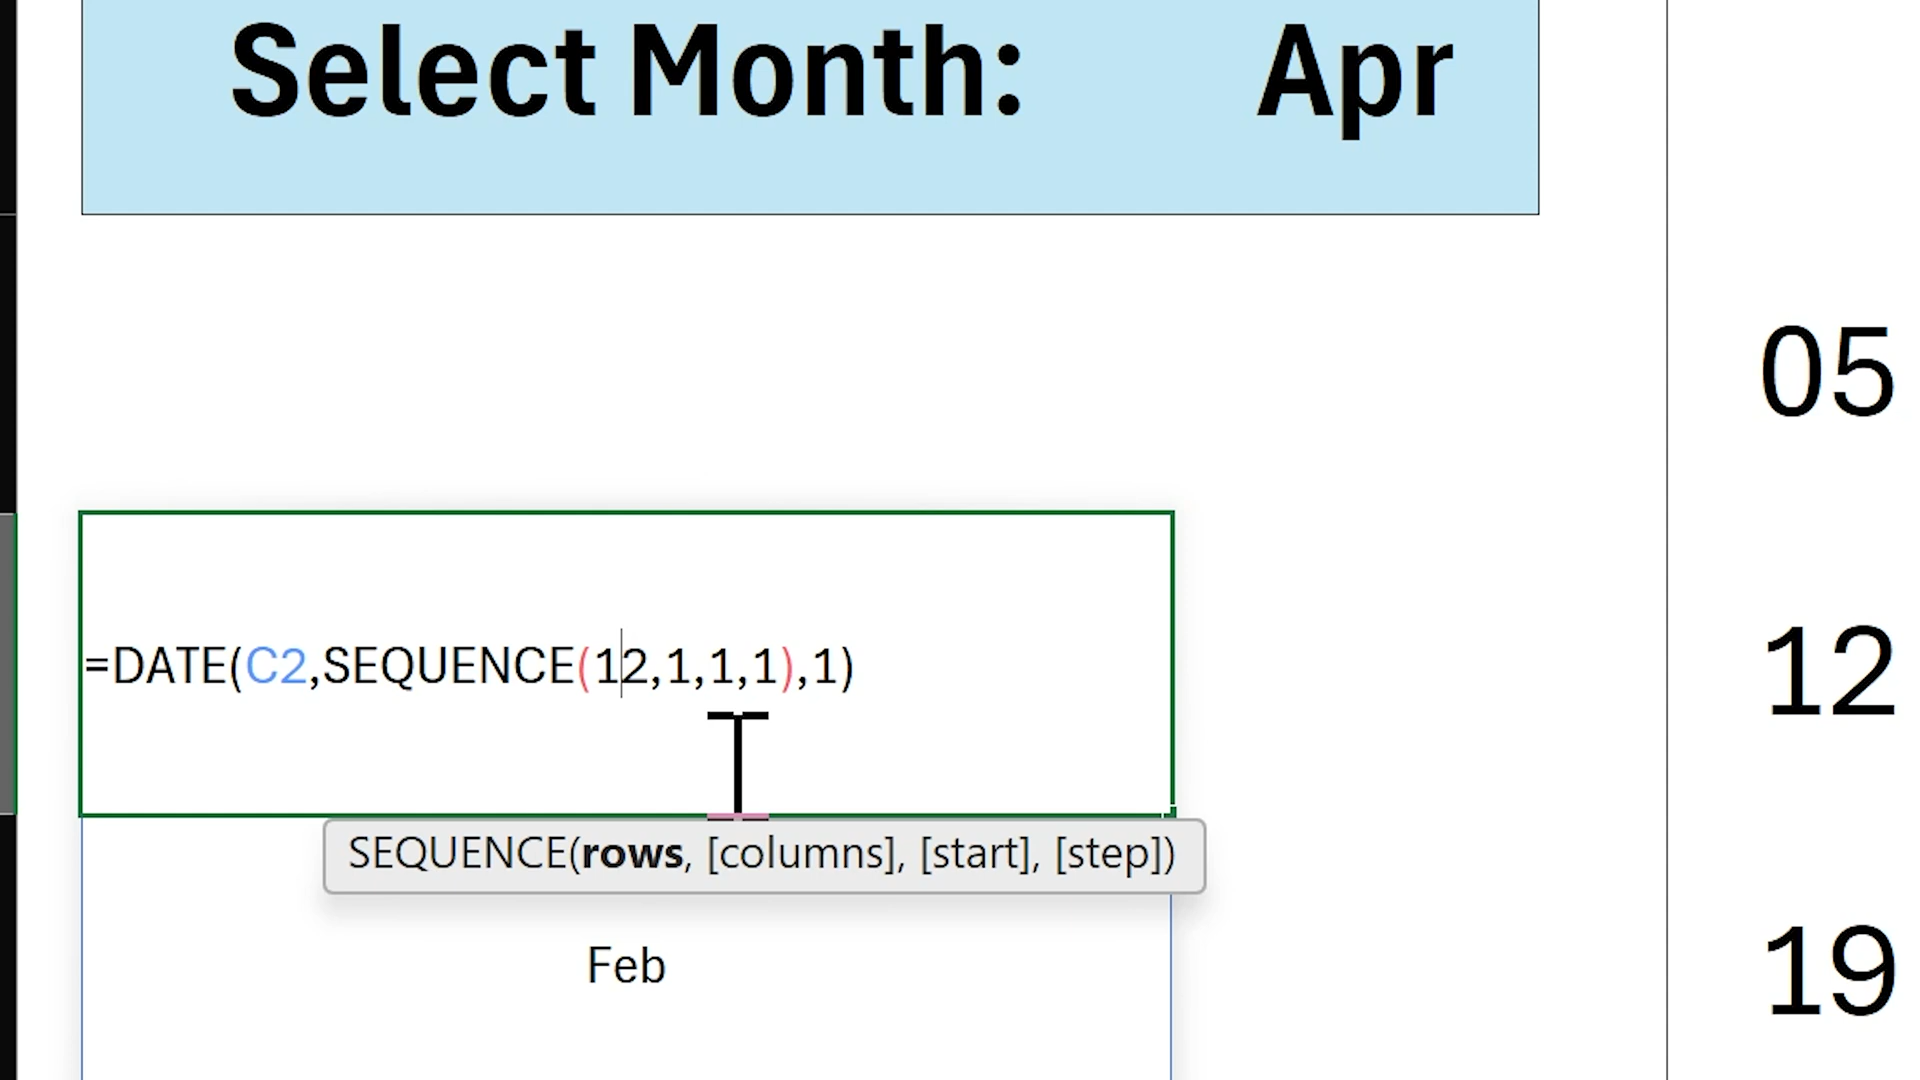 Select Month: Apr
05
=DATE(C2,SEQUENCE(12,1,1,1),1)
12
SEQUENCE(rows, [columns], [start], [step])
Feb
19